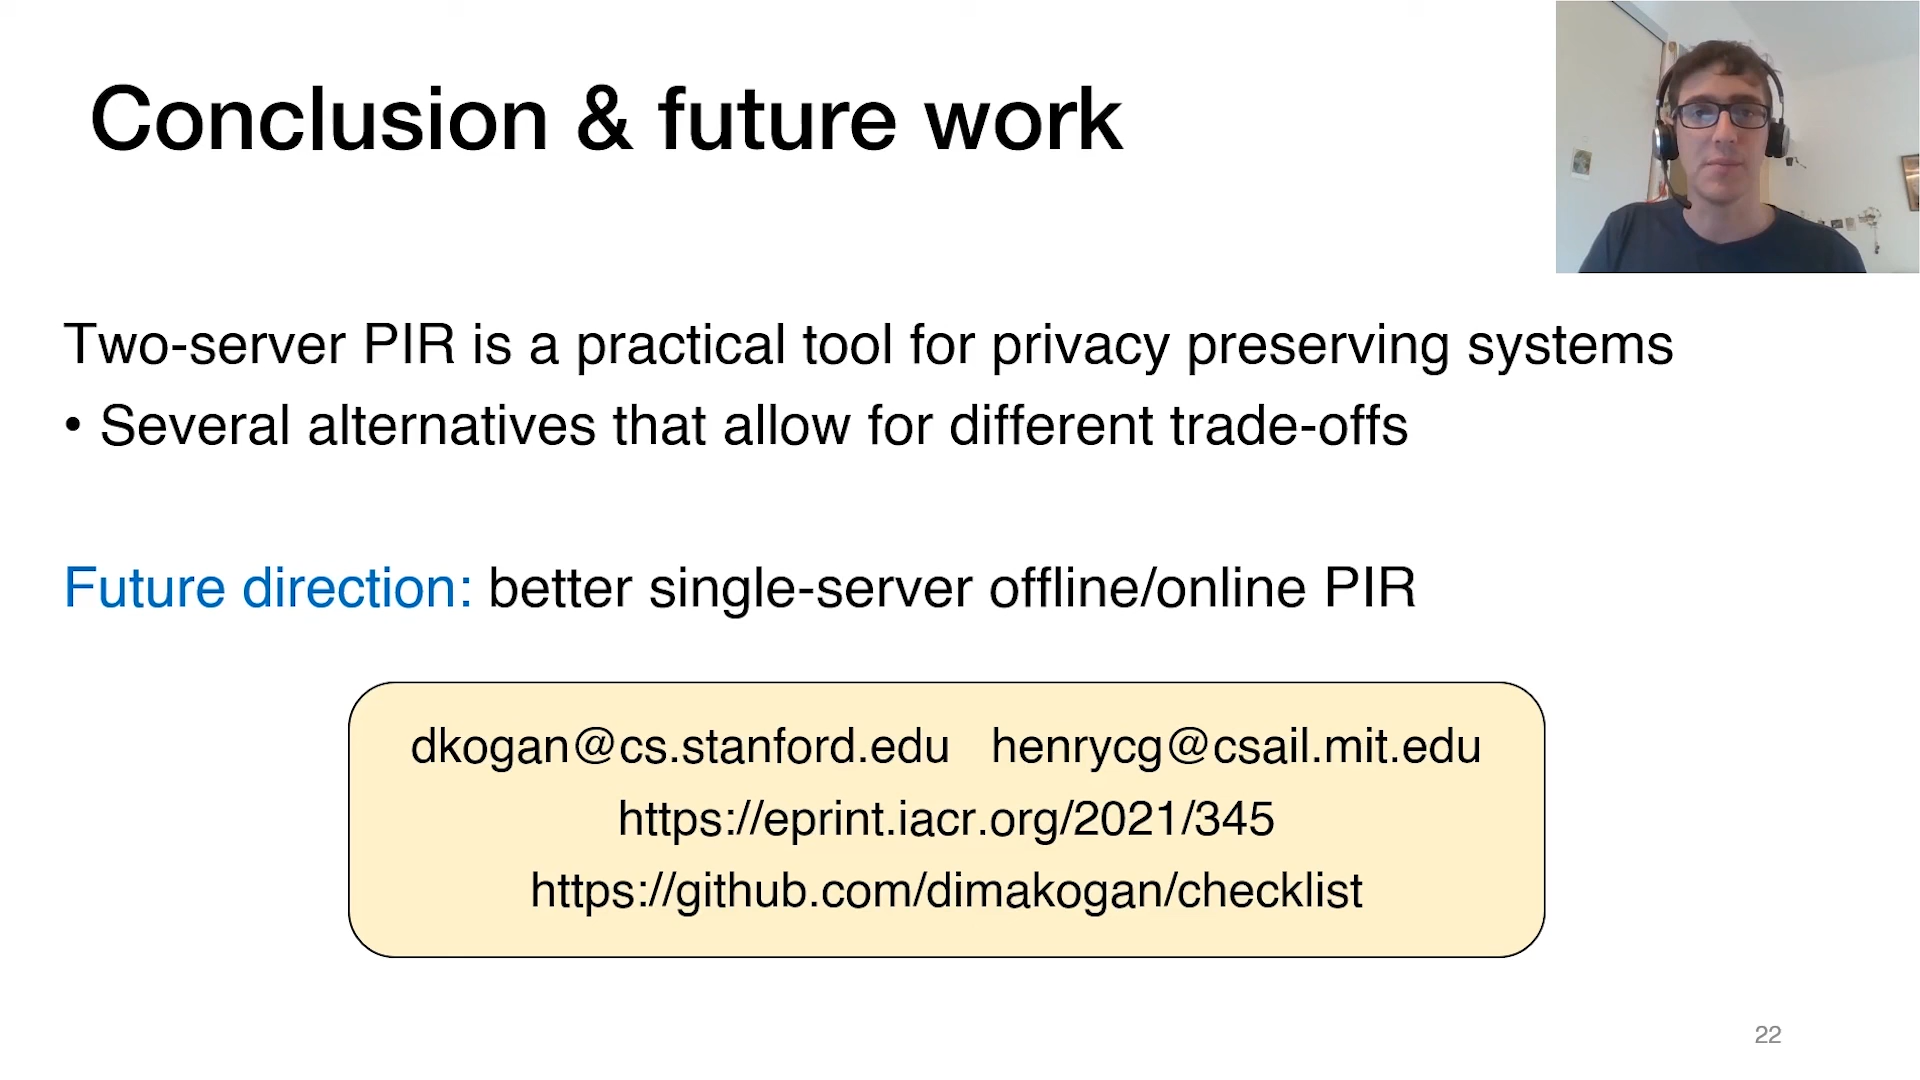 Conclusion & future work
Two-server PIR is a practical tool for privacy preserving systems
• Several alternatives that allow for different trade-offs
Future direction: better single-server offline/online PIR
dkogan@cs.stanford.edu henrycg@csail.mit.edu
https://eprint.iacr.org/2021/345
https://github.com/dimakogan/checklist
22